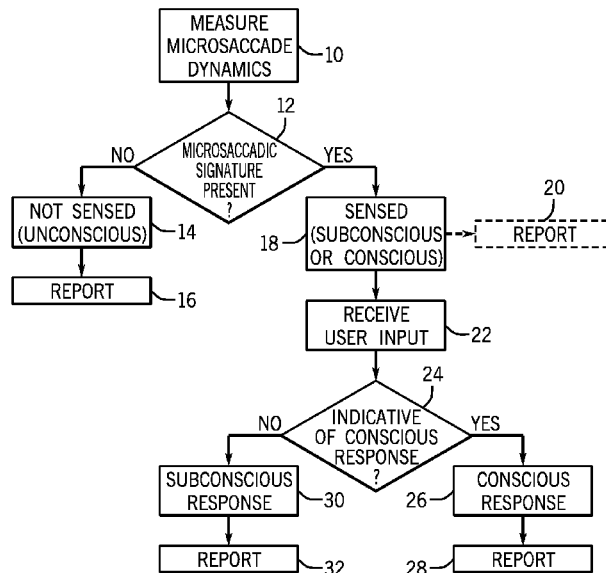 MEASURE
MICROSACCADE
DYNAMICS
10
12
NO
MICROSACCADIC
SIGNATURE
PRESENT
?
YES
NOT SENSED
(UNCONSCIOUS)
14
18
SENSED
(SUBCONSCIOUS
OR CONSCIOUS)
20
REPORT
REPORT
16
RECEIVE
USER INPUT
22
24
NO
INDICATIVE
OF CONSCIOUS
RESPONSE
?
YES
SUBCONSCIOUS
RESPONSE
30
26
CONSCIOUS
RESPONSE
REPORT
32
28
REPORT